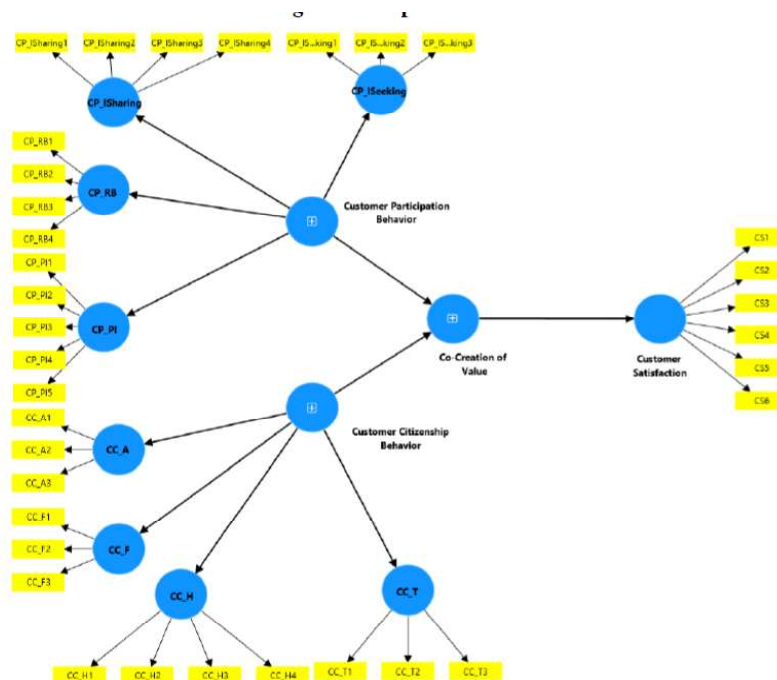 CP_ISharing1
CP_ISharing2
CP_ISharing3
CP_ISharing4
CP_IS...king1
CP_IS...king2
CP_IS...king3
CP_ISharing
CP_ISeeking
CP_RB1
CP_RB2
CP_RB3
CP_RB4
CP_RB
Customer Participation
Behavior
CP_PI1
CP_PI2
CP_PI3
CP_PI4
CP_PI5
CP_PI
CS1
CS2
CS3
CS4
CS5
CS6
Co-Creation of
Value
Customer
Satisfaction
CC_A1
CC_A2
CC_A3
CC_A
Customer Citizenship
Behavior
CC_F1
CC_F2
CC_F3
CC_F
CC_H
CC_T
CC_H1
CC_H2
CC_H3
CC_H4
CC_T1
CC_T2
CC_T3